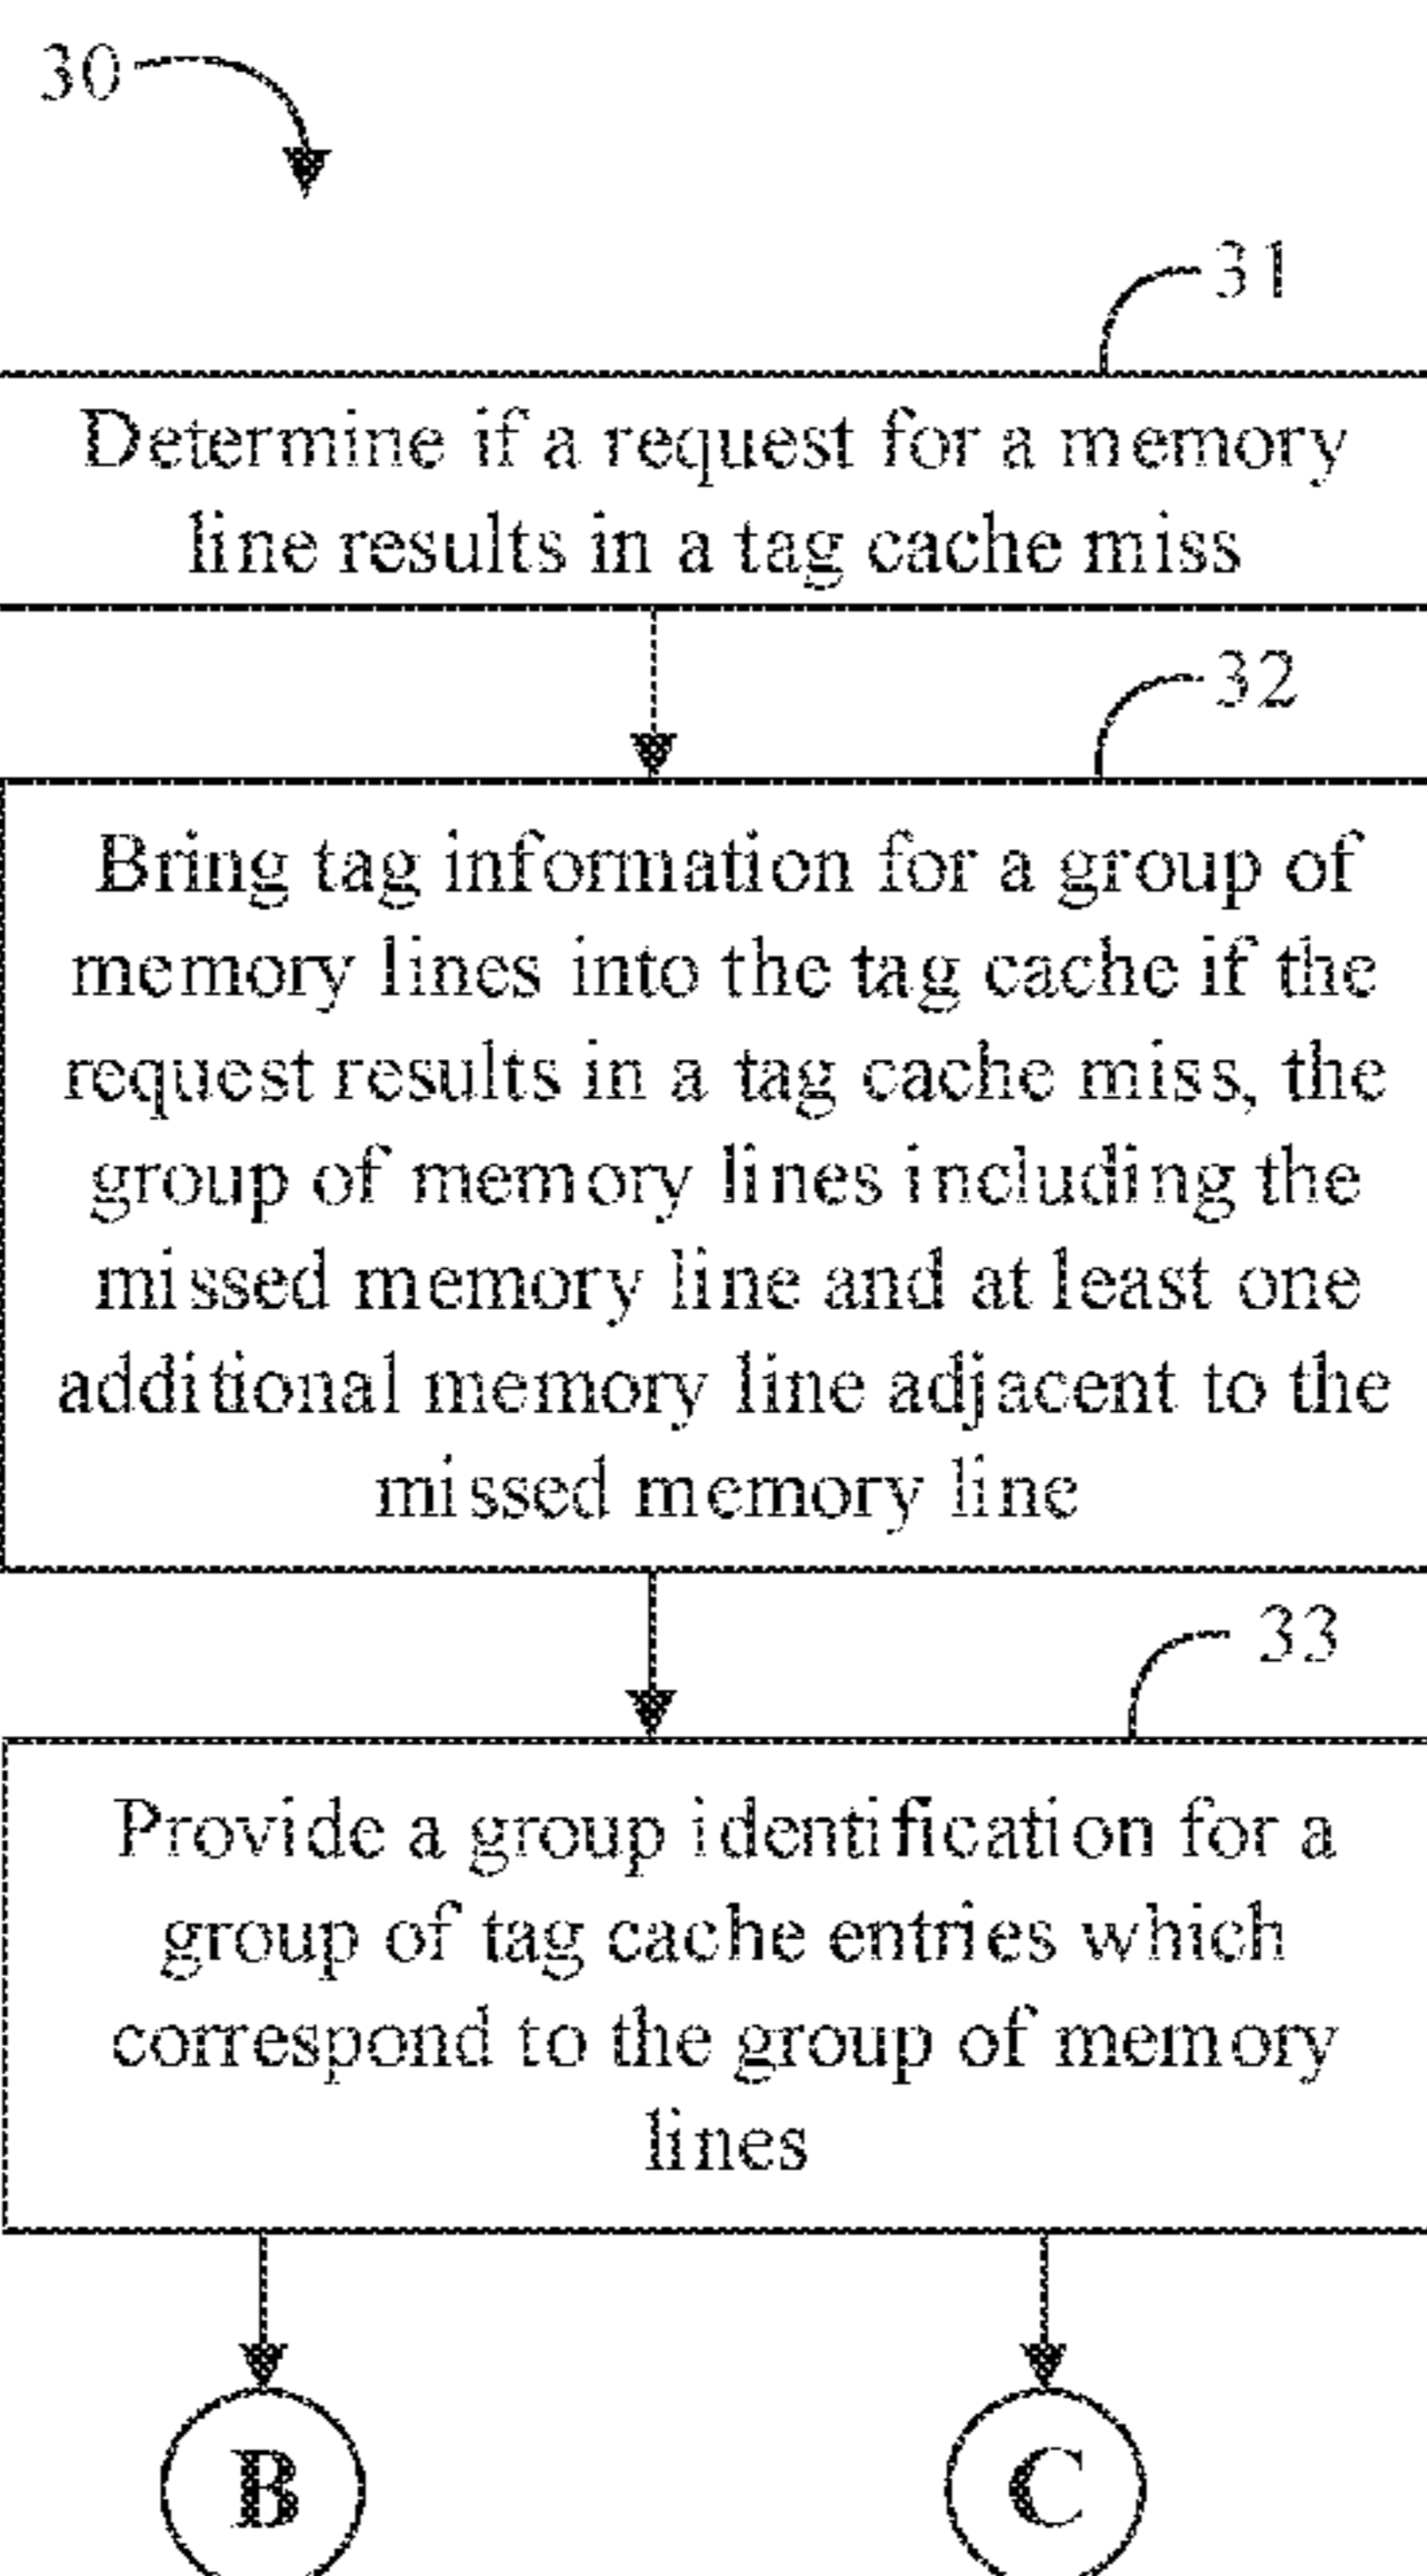 30
31
Determine if a request for a memory
line results in a tag cache miss
32
Bring tag information for a group of
memory lines into the tag cache if the
request results in a tag cache miss, the
group of memory lines including the
missed memory line and at least one
additional memory line adjacent to the
missed memory line
33
Provide a group identification for a
group of tag cache entries which
correspond to the group of memory
lines
B
C